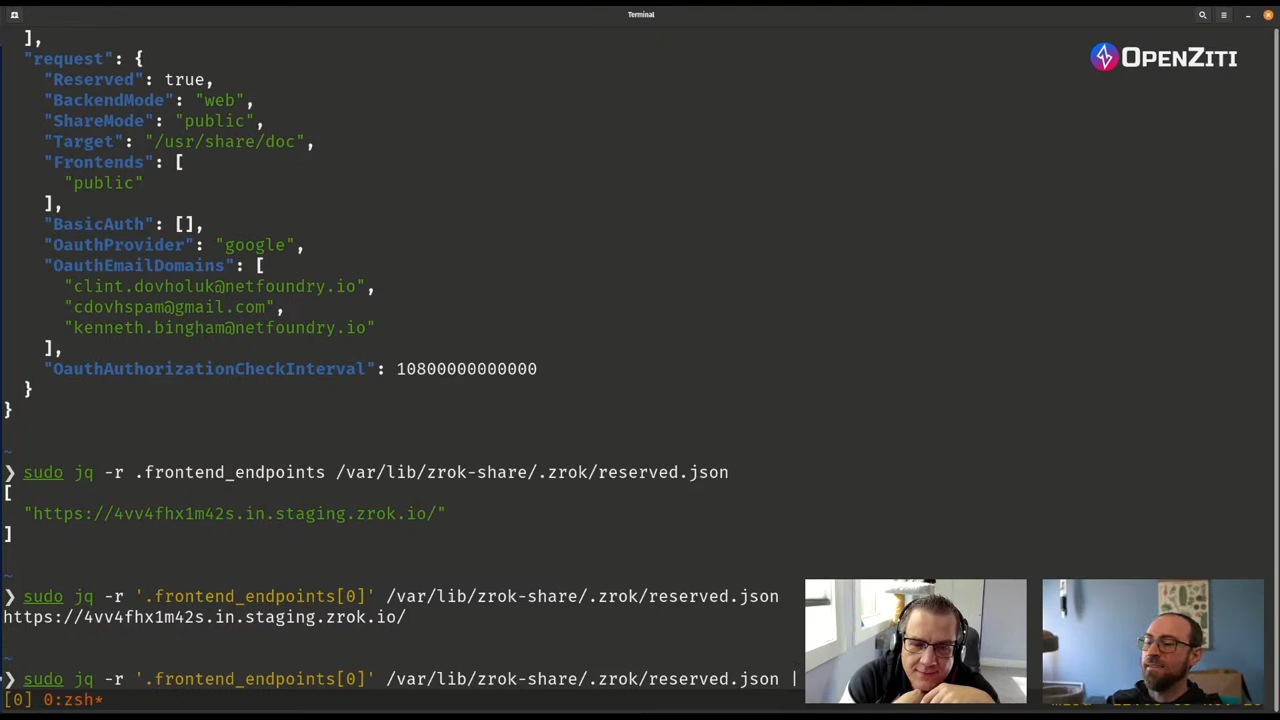 Terminal
OPENZITI
],
"request": {
"Reserved": true,
"BackendMode": "web",
"ShareMode": "public",
"Target": "/usr/share/doc",
"Frontends": [
"public"
],
"BasicAuth": [],
"OauthProvider": "google",
"OauthEmailDomains": [
"clint.dovholuk@netfoundry.io",
"cdovhspam@gmail.com",
"kenneth.bingham@netfoundry.io"
],
"OauthAuthorizationCheckInterval": 10800000000000
}
}
~
❯ sudo jq -r .frontend_endpoints /var/lib/zrok-share/.zrok/reserved.json
[
"https://4vv4fhx1m42s.in.staging.zrok.io/"
]
~
❯ sudo jq -r '.frontend_endpoints[0]' /var/lib/zrok-share/.zrok/reserved.json
https://4vv4fhx1m42s.in.staging.zrok.io/
~
❯ sudo jq -r '.frontend_endpoints[0]' /var/lib/zrok-share/.zrok/reserved.json |
[0] 0:zsh*